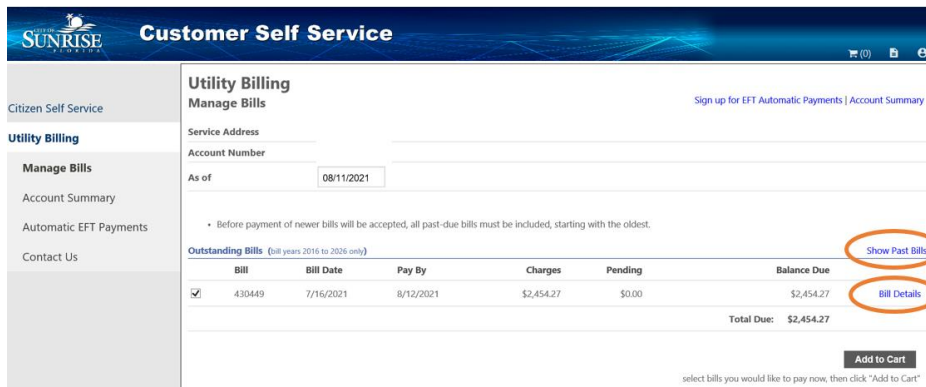 CITY OF
SUNRISE
FLORIDA
Customer Self Service
(0)
Citizen Self Service
Utility Billing
Manage Bills
Account Summary
Automatic EFT Payments
Contact Us
Utility Billing
Manage Bills
Sign up for EFT Automatic Payments | Account Summary
Service Address
Account Number
As of 08/11/2021
• Before payment of newer bills will be accepted, all past-due bills must be included, starting with the oldest.
Outstanding Bills (bill years 2016 to 2026 only) Show Past Bills
Bill Bill Date Pay By Charges Pending Balance Due
430449 7/16/2021 8/12/2021 $2,454.27 $0.00 $2,454.27 Bill Details
Total Due: $2,454.27
Add to Cart
select bills you would like to pay now, then click "Add to Cart"